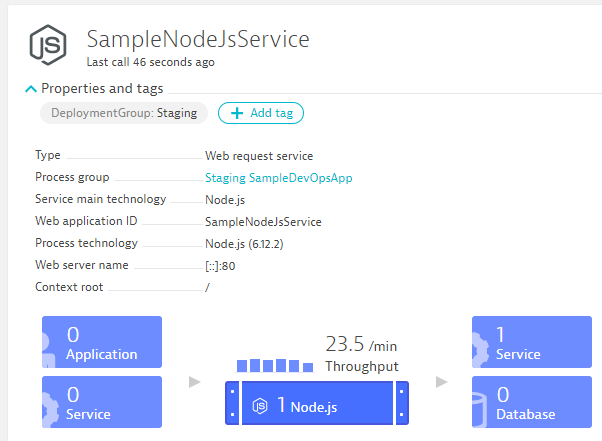 JS
SampleNodeJsService
Last call 46 seconds ago
Properties and tags
DeploymentGroup: Staging
+ Add tag
Type Web request service
Process group Staging SampleDevOpsApp
Service main technology Node.js
Web application ID SampleNodeJsService
Process technology Node.js (6.12.2)
Web server name [::]:80
Context root /
0
Application
0
Service
23.5 /min
Throughput
JS 1 Node.js
1
Service
0
Database